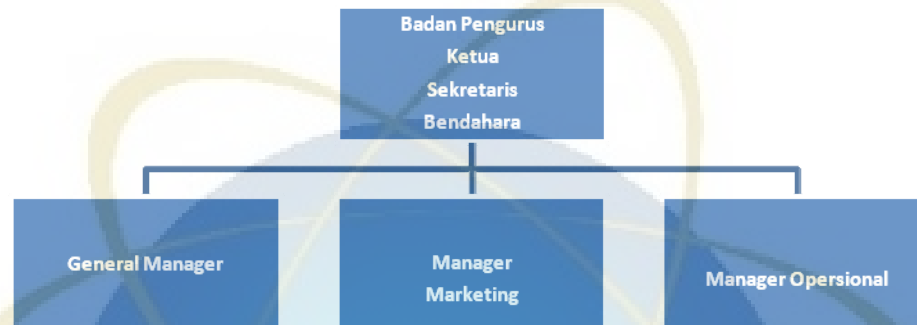 Badan Pengurus
Ketua
Sekretaris
Bendahara
General Manager
Manager
Marketing
Manager Opersional